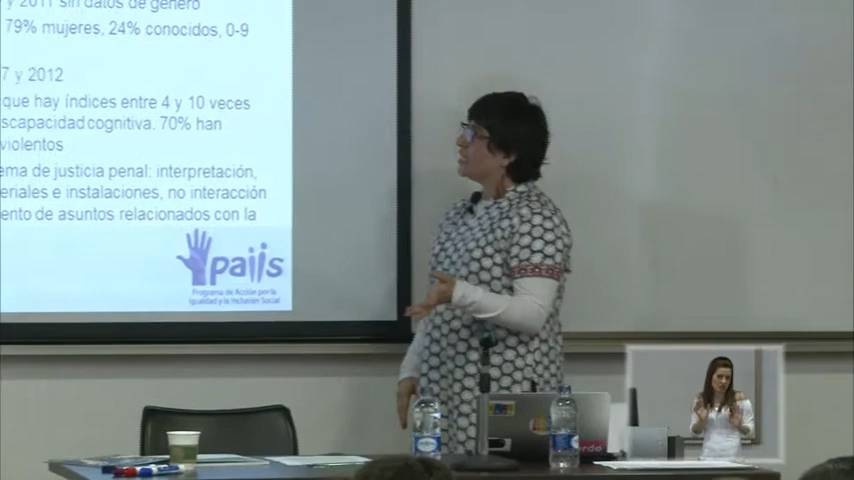 y 2011 sin datos de género
79% mujeres, 24% conocidos, 0-9
7 y 2012
que hay índices entre 4 y 10 veces
scapacidad cognitiva. 70% han
violentos
ema de justicia penal: interpretación,
eriales e instalaciones, no interacción
ento de asuntos relacionados con la
paiis
Programa de Acción por la
Igualdad y la Inclusión Social